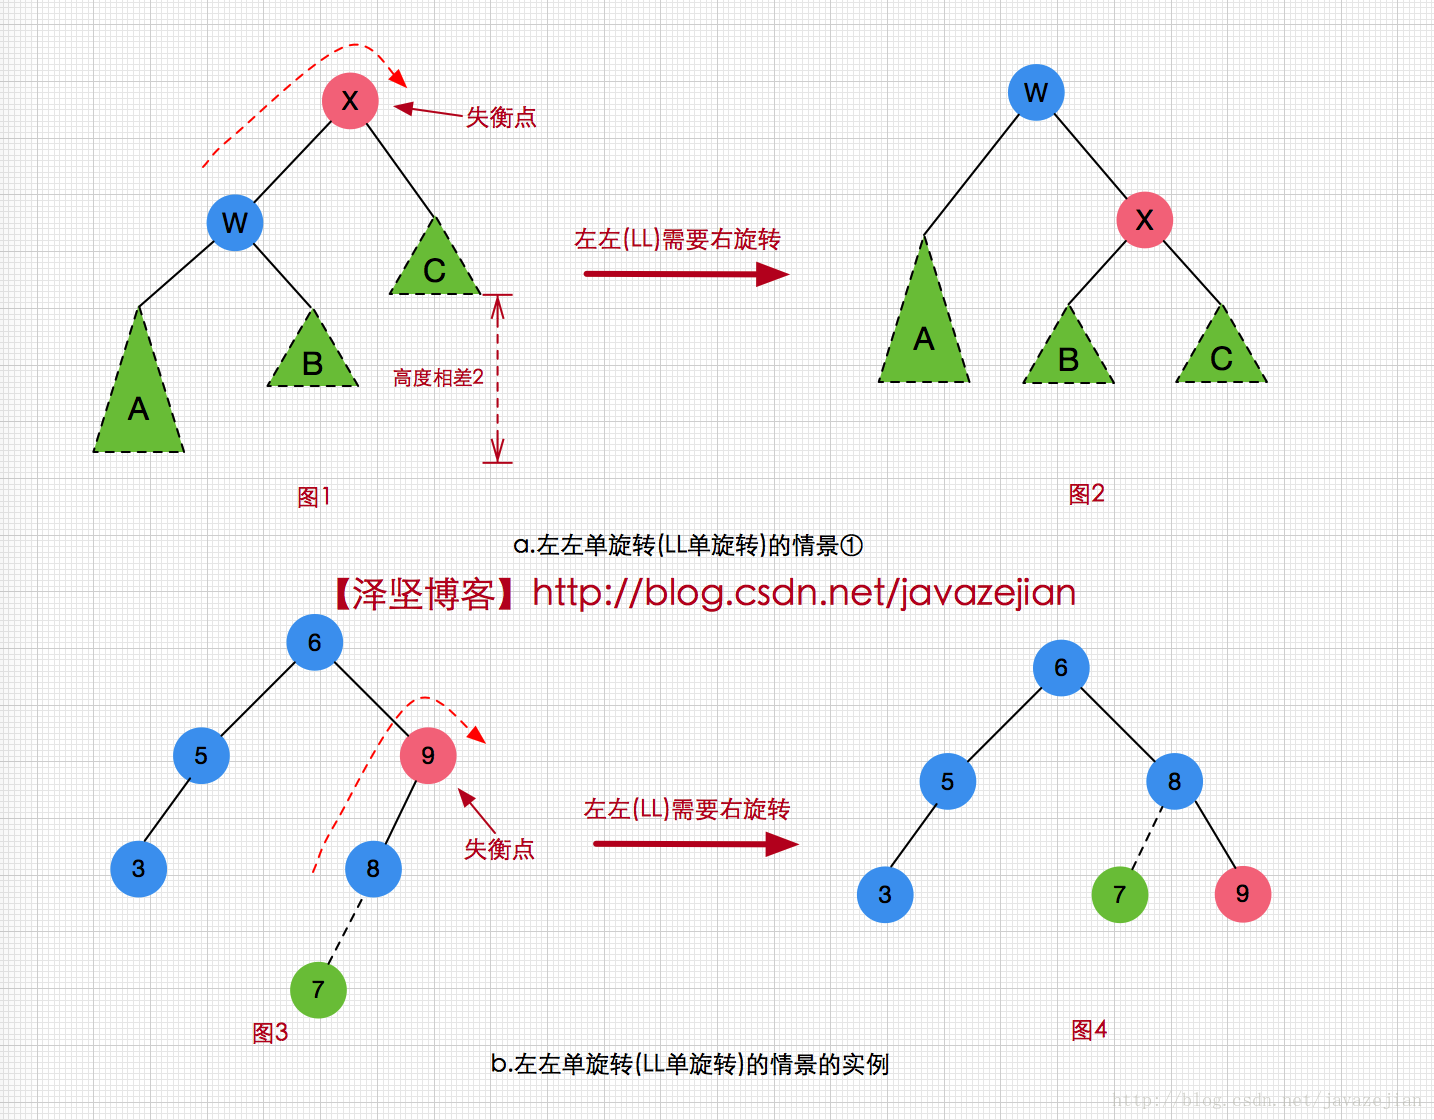 X
失衡点
W
C
A
B
高度相差2
图1
左左(LL)需要右旋转
W
X
A
B
C
图2
a.左左单旋转(LL单旋转)的情景①
【泽坚博客】http://blog.csdn.net/javazejian
6
5
9
失衡点
3
8
7
图3
左左(LL)需要右旋转
6
5
8
3
7
9
图4
b.左左单旋转(LL单旋转)的情景的实例
http://blog.csdn.net/javazejian